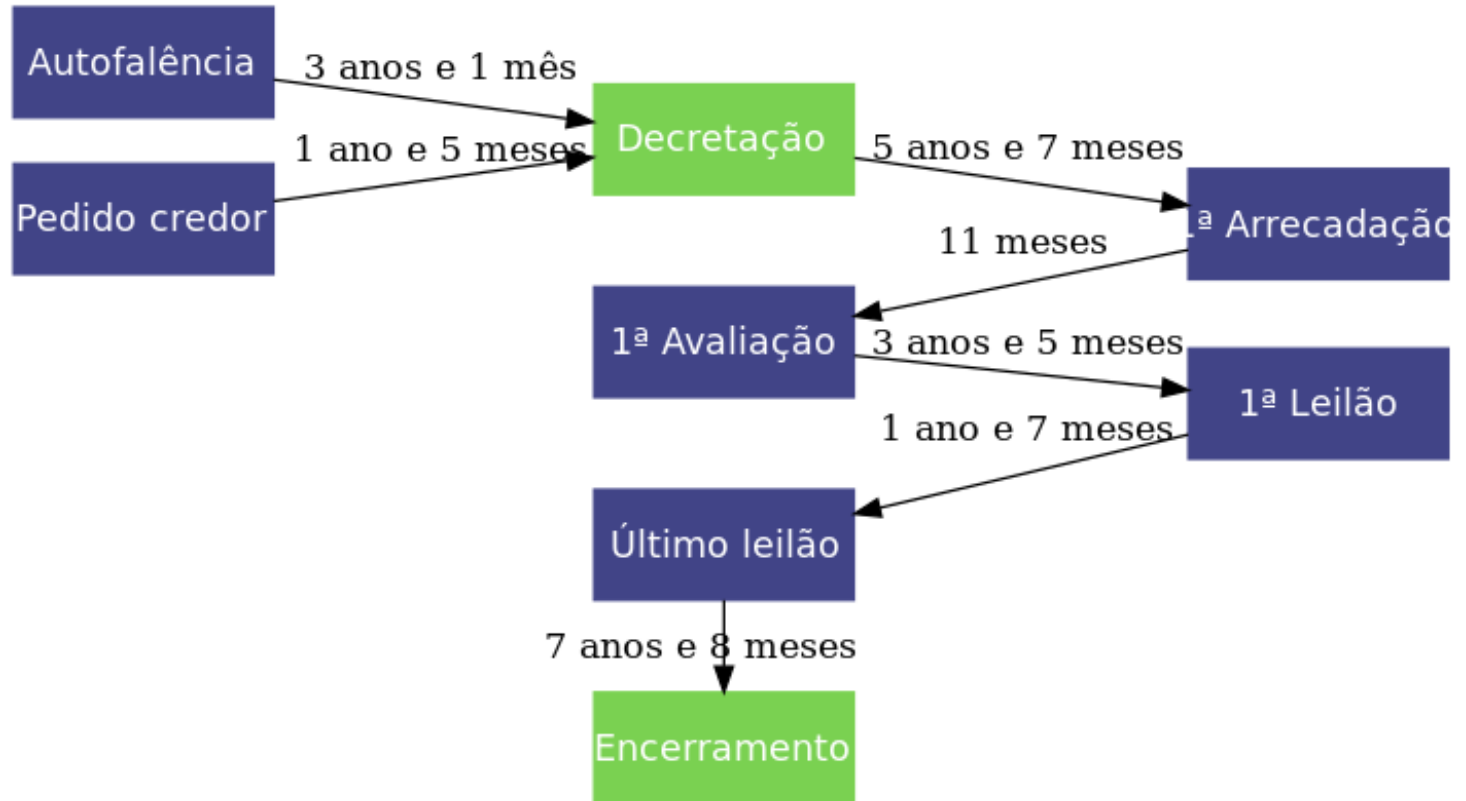 Autofalência
3 anos e 1 mês
Decretação
1 ano e 5 meses
Pedido credor
5 anos e 7 meses
1ª Arrecadação
11 meses
1ª Avaliação
3 anos e 5 meses
1ª Leilão
1 ano e 7 meses
Último leilão
7 anos e 8 meses
Encerramento